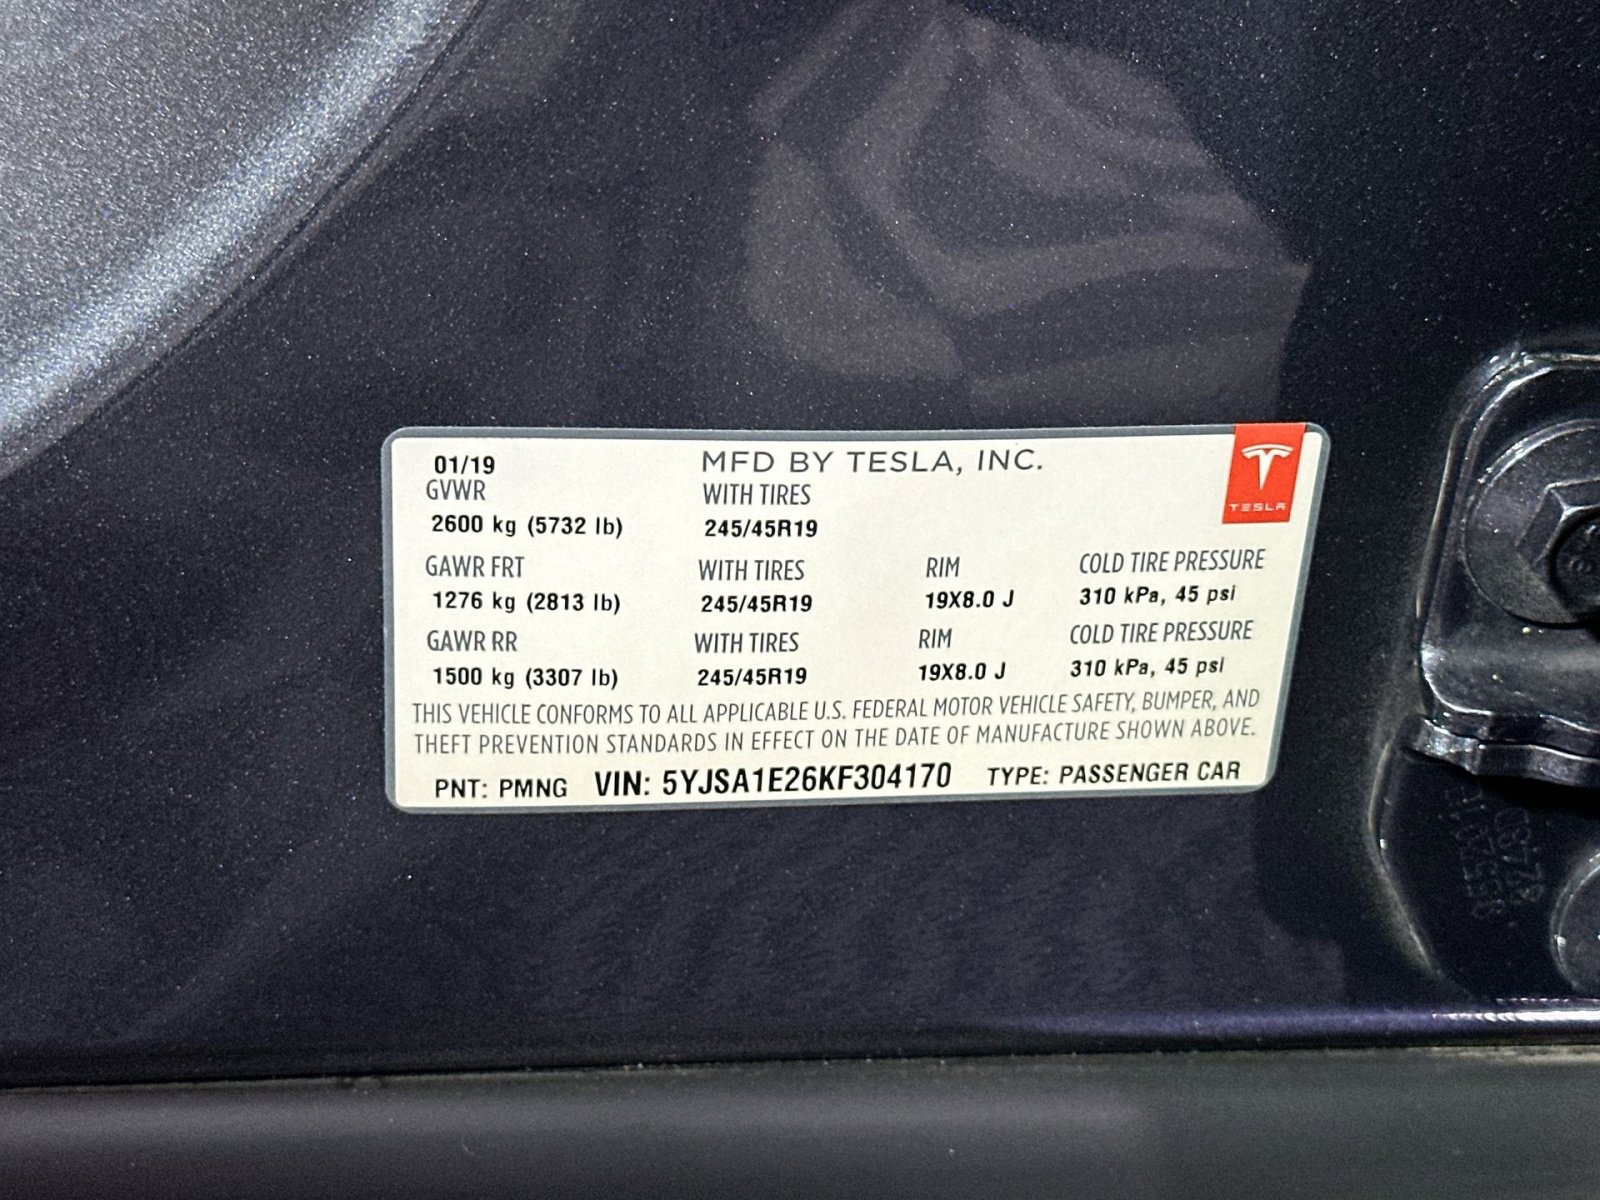 01/19 MFD BY TESLA, INC.
TESLA
GVWR WITH TIRES
2600 kg (5732 lb) 245/45R19
GAWR FRT WITH TIRES RIM COLD TIRE PRESSURE
1276 kg (2813 lb) 245/45R19 19X8.0 J 310 kPa, 45 psi
GAWR RR WITH TIRES RIM COLD TIRE PRESSURE
1500 kg (3307 lb) 245/45R19 19X8.0 J 310 kPa, 45 psi
THIS VEHICLE CONFORMS TO ALL APPLICABLE U.S. FEDERAL MOTOR VEHICLE SAFETY, BUMPER, AND
THEFT PREVENTION STANDARDS IN EFFECT ON THE DATE OF MANUFACTURE SHOWN ABOVE.
PNT: PMNG VIN: 5YJSA1E26KF304170 TYPE: PASSENGER CAR